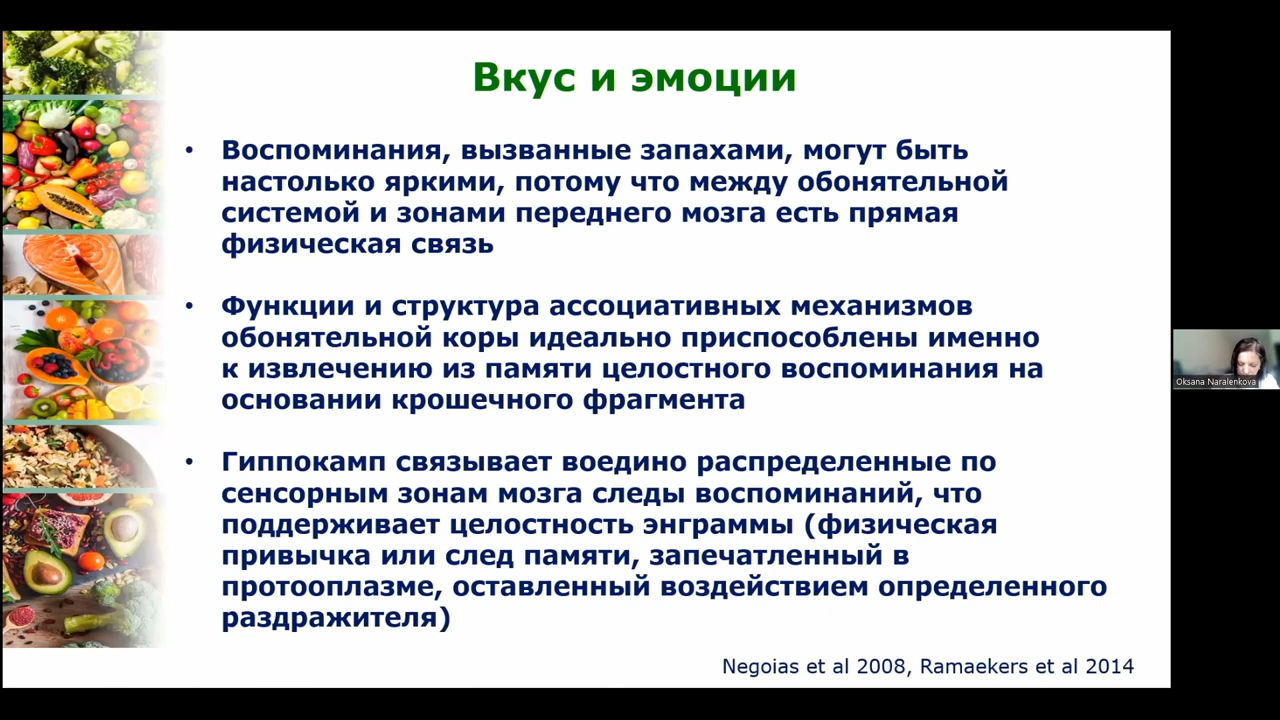 Вкус и эмоции
• Воспоминания, вызванные запахами, могут быть
настолько яркими, потому что между обонятельной
системой и зонами переднего мозга есть прямая
физическая связь
• Функции и структура ассоциативных механизмов
обонятельной коры идеально приспособлены именно
к извлечению из памяти целостного воспоминания на
основании крошечного фрагмента
• Гиппокамп связывает воедино распределенные по
сенсорным зонам мозга следы воспоминаний, что
поддерживает целостность энграммы (физическая
привычка или след памяти, запечатленный в
протооплазме, оставленный воздействием определенного
раздражителя)
Negoias et al 2008, Ramaekers et al 2014
Oksana Naralenkova